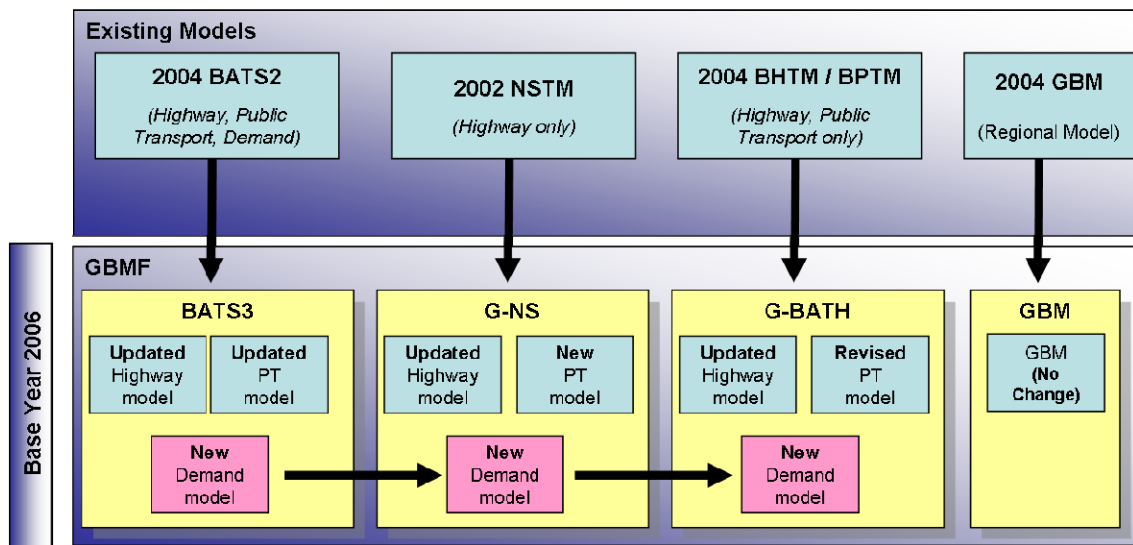 Existing Models
2004 BATS2
(Highway, Public
Transport, Demand)
2002 NSTM
(Highway only)
2004 BHTM / BPTM
(Highway, Public
Transport only)
2004 GBM
(Regional Model)
Base Year 2006
GBMF
BATS3
Updated
Highway
model
Updated
PT
model
New
Demand
model
G-NS
Updated
Highway
model
New
PT
model
New
Demand
model
G-BATH
Updated
Highway
model
Revised
PT
model
New
Demand
model
GBM
GBM
(No
Change)